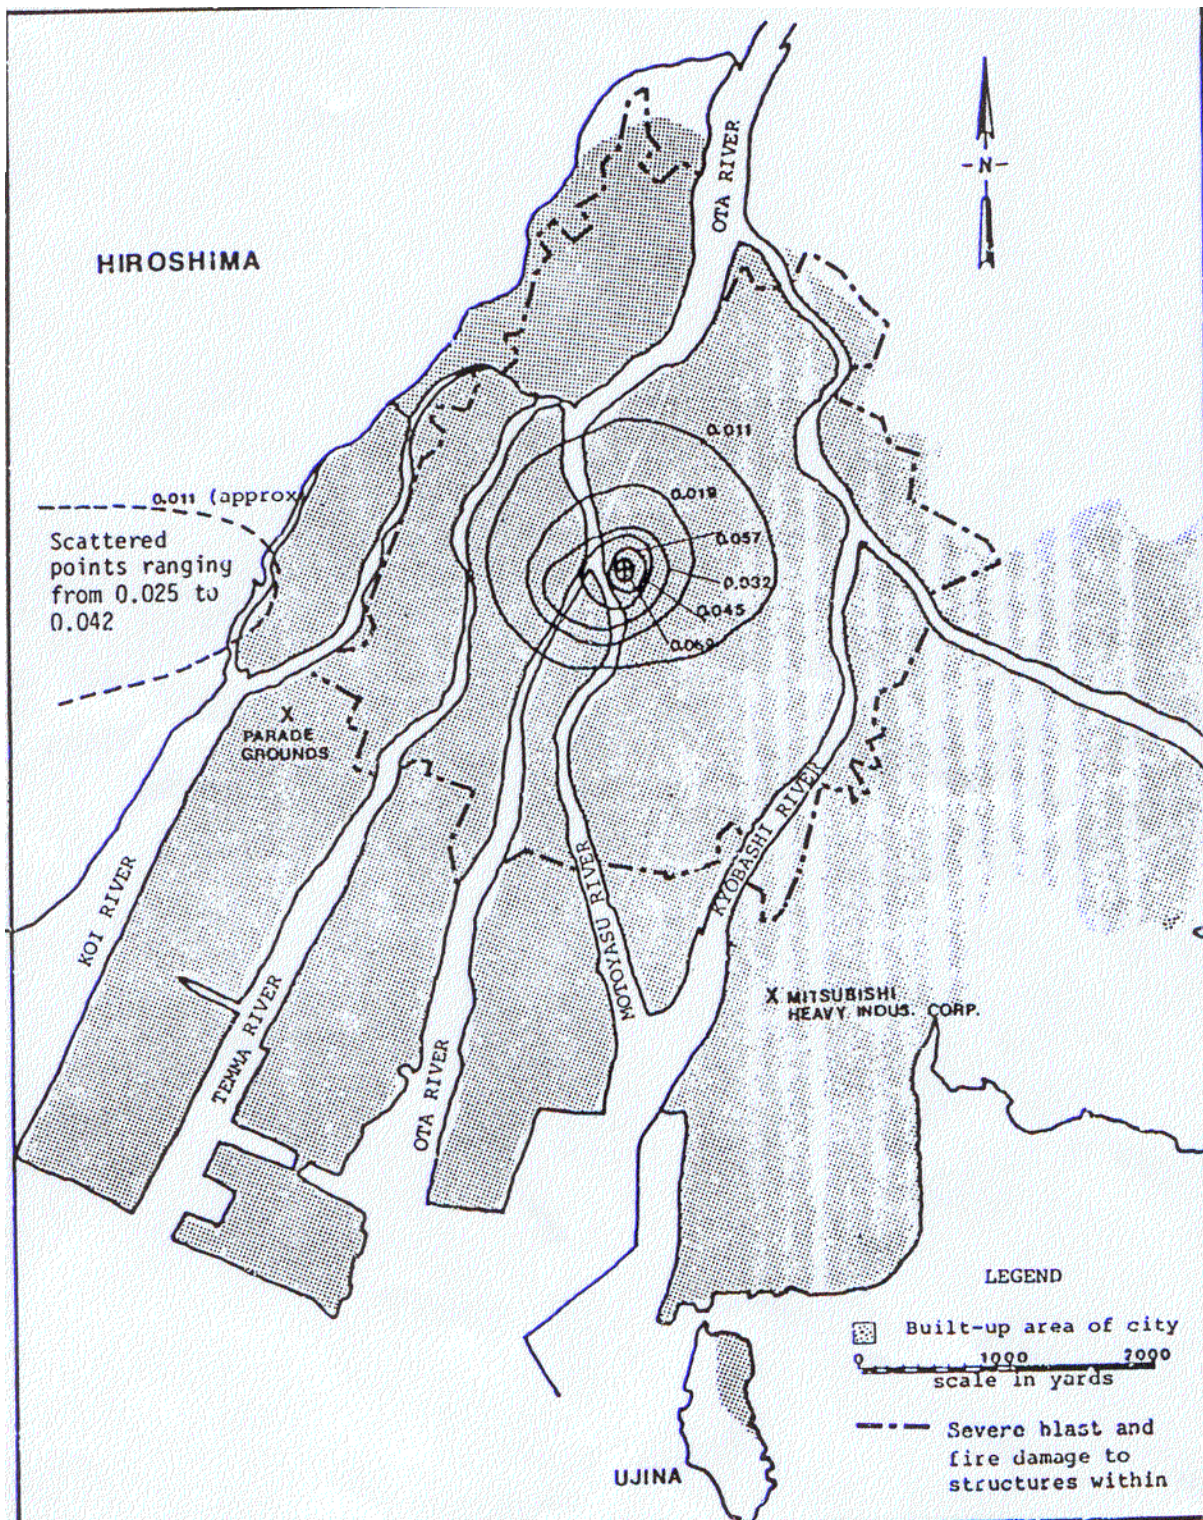 OTA RIVER
- N -
HIROSHIMA
0.011
0.011 (approx)
0.019
Scattered
points ranging
from 0.025 to
0.042
0.057
0.032
0.045
X
PARADE
GROUNDS
KOI RIVER
MOTOYASU RIVER
KYOBASHI RIVER
TEMMA RIVER
OTA RIVER
X MITSUBISHI
HEAVY. INDUS. CORP.
LEGEND
Built-up area of city
0 1000 2000
scale in yards
Severe blast and
fire damage to
structures within
UJINA